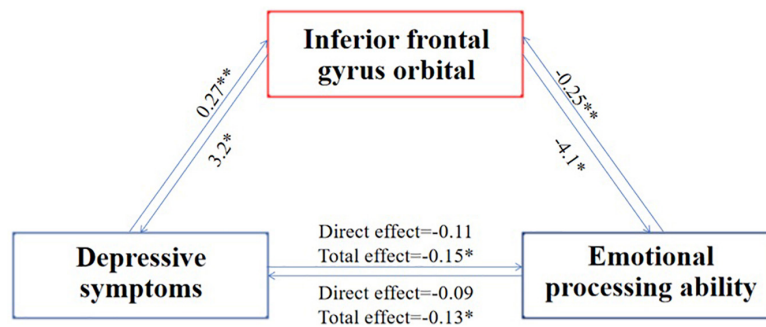 Inferior frontal
gyrus orbital
0.27**
3.2*
-0.25**
-4.1*
Direct effect=-0.11
Total effect=-0.15*
Depressive
symptoms
Emotional
processing ability
Direct effect=-0.09
Total effect=-0.13*